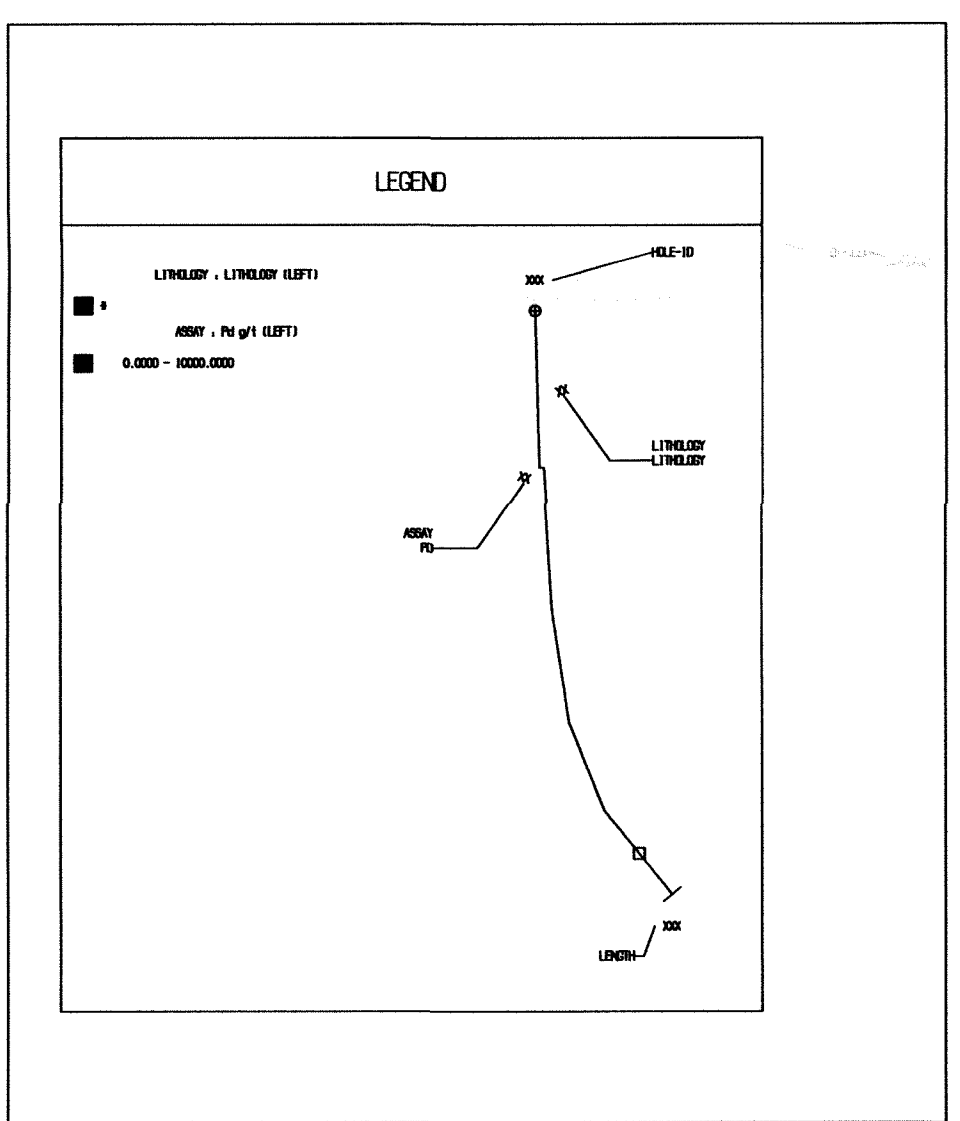 LEGEND
LITHOLOGY : LITHOLOGY (LEFT)
*
ASSAY : Pd g/t (LEFT)
0.0000 - 10000.0000
HOLE-ID
XXX
XX
LITHOLOGY
LITHOLOGY
XX
ASSAY
PD
XXX
LENGTH